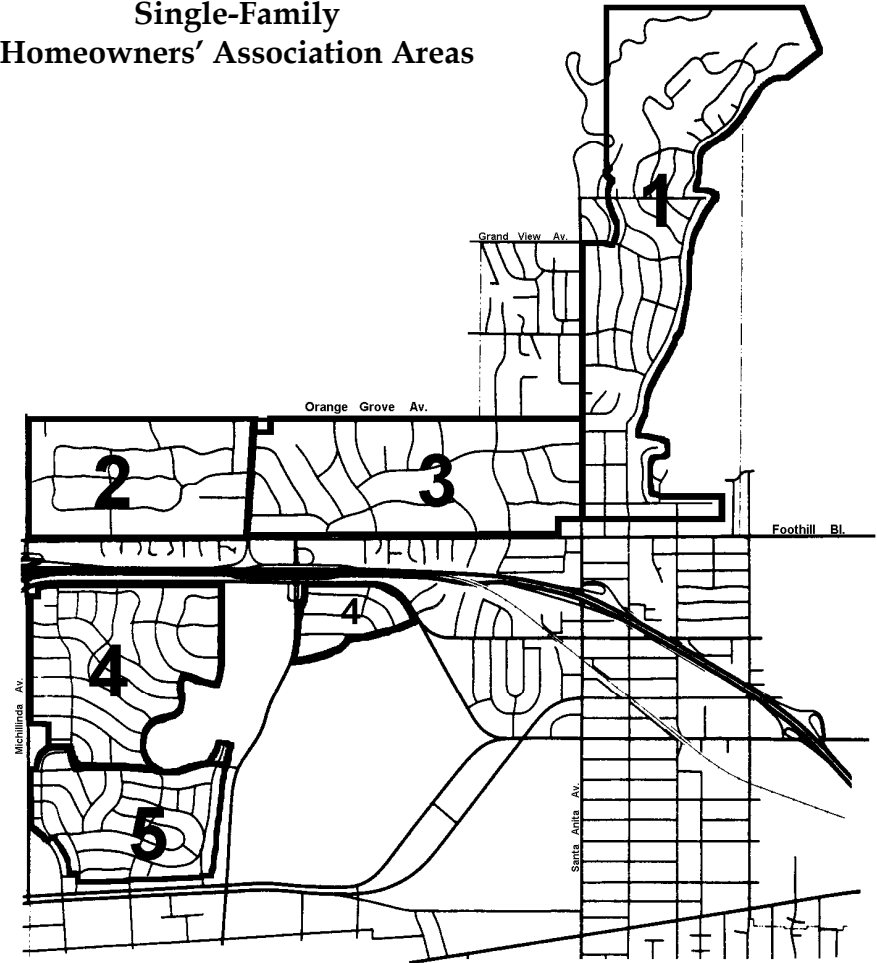 Single-Family
Homeowners’ Association Areas
1
Grand View Av.
Orange Grove Av.
2
3
Foothill Bl.
4
4
Michillinda Av.
Santa Anita Av.
5